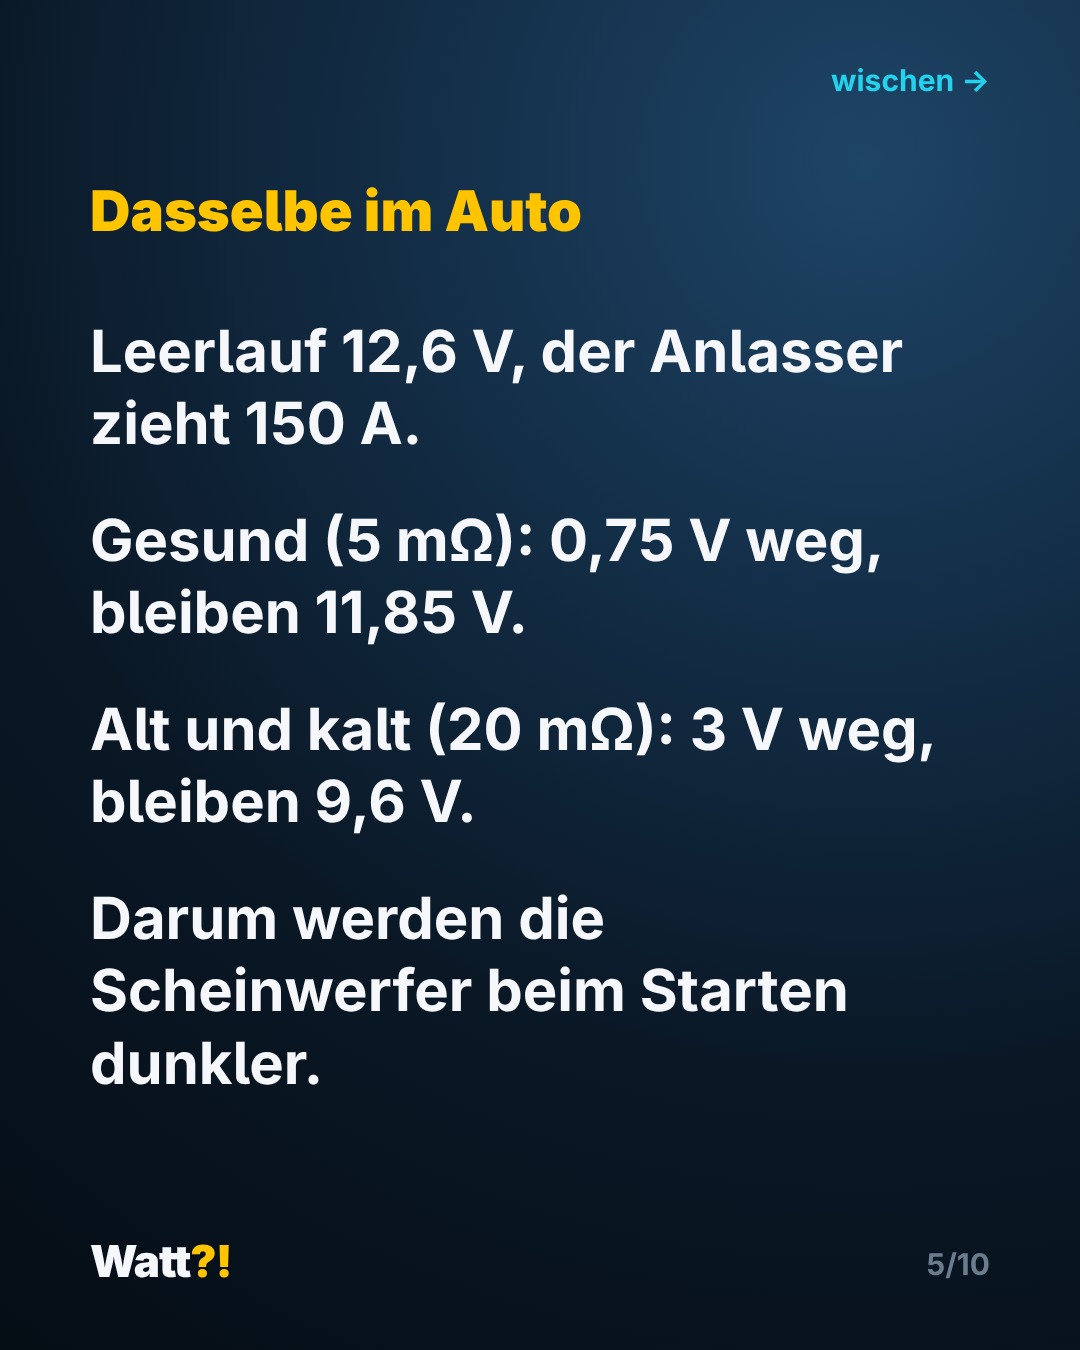 wischen →
Dasselbe im Auto
Leerlauf 12,6 V, der Anlasser
zieht 150 A.
Gesund (5 mΩ): 0,75 V weg,
bleiben 11,85 V.
Alt und kalt (20 mΩ): 3 V weg,
bleiben 9,6 V.
Darum werden die
Scheinwerfer beim Starten
dunkler.
Watt?!
5/10